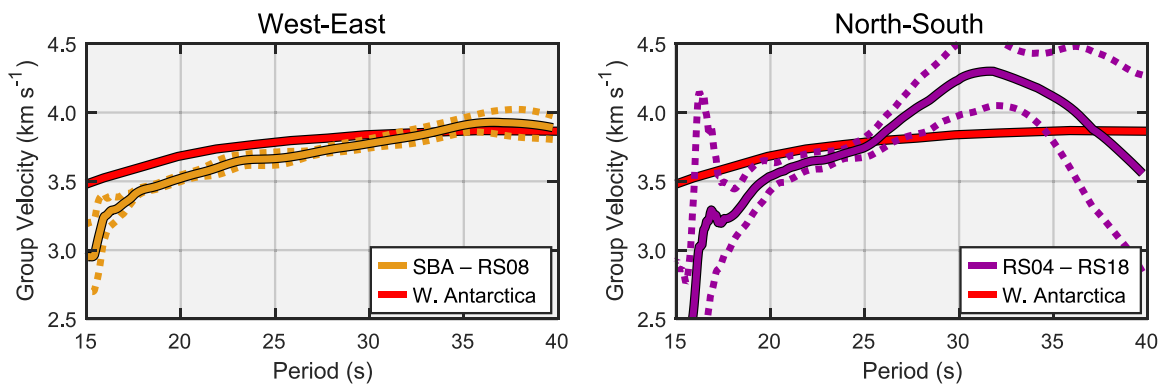 West-East
North-South
Group Velocity (km s⁻¹)
4.5
4.0
3.5
3.0
2.5
15
20
25
30
35
40
Period (s)
SBA – RS08
W. Antarctica
Group Velocity (km s⁻¹)
4.5
4.0
3.5
3.0
2.5
15
20
25
30
35
40
Period (s)
RS04 – RS18
W. Antarctica